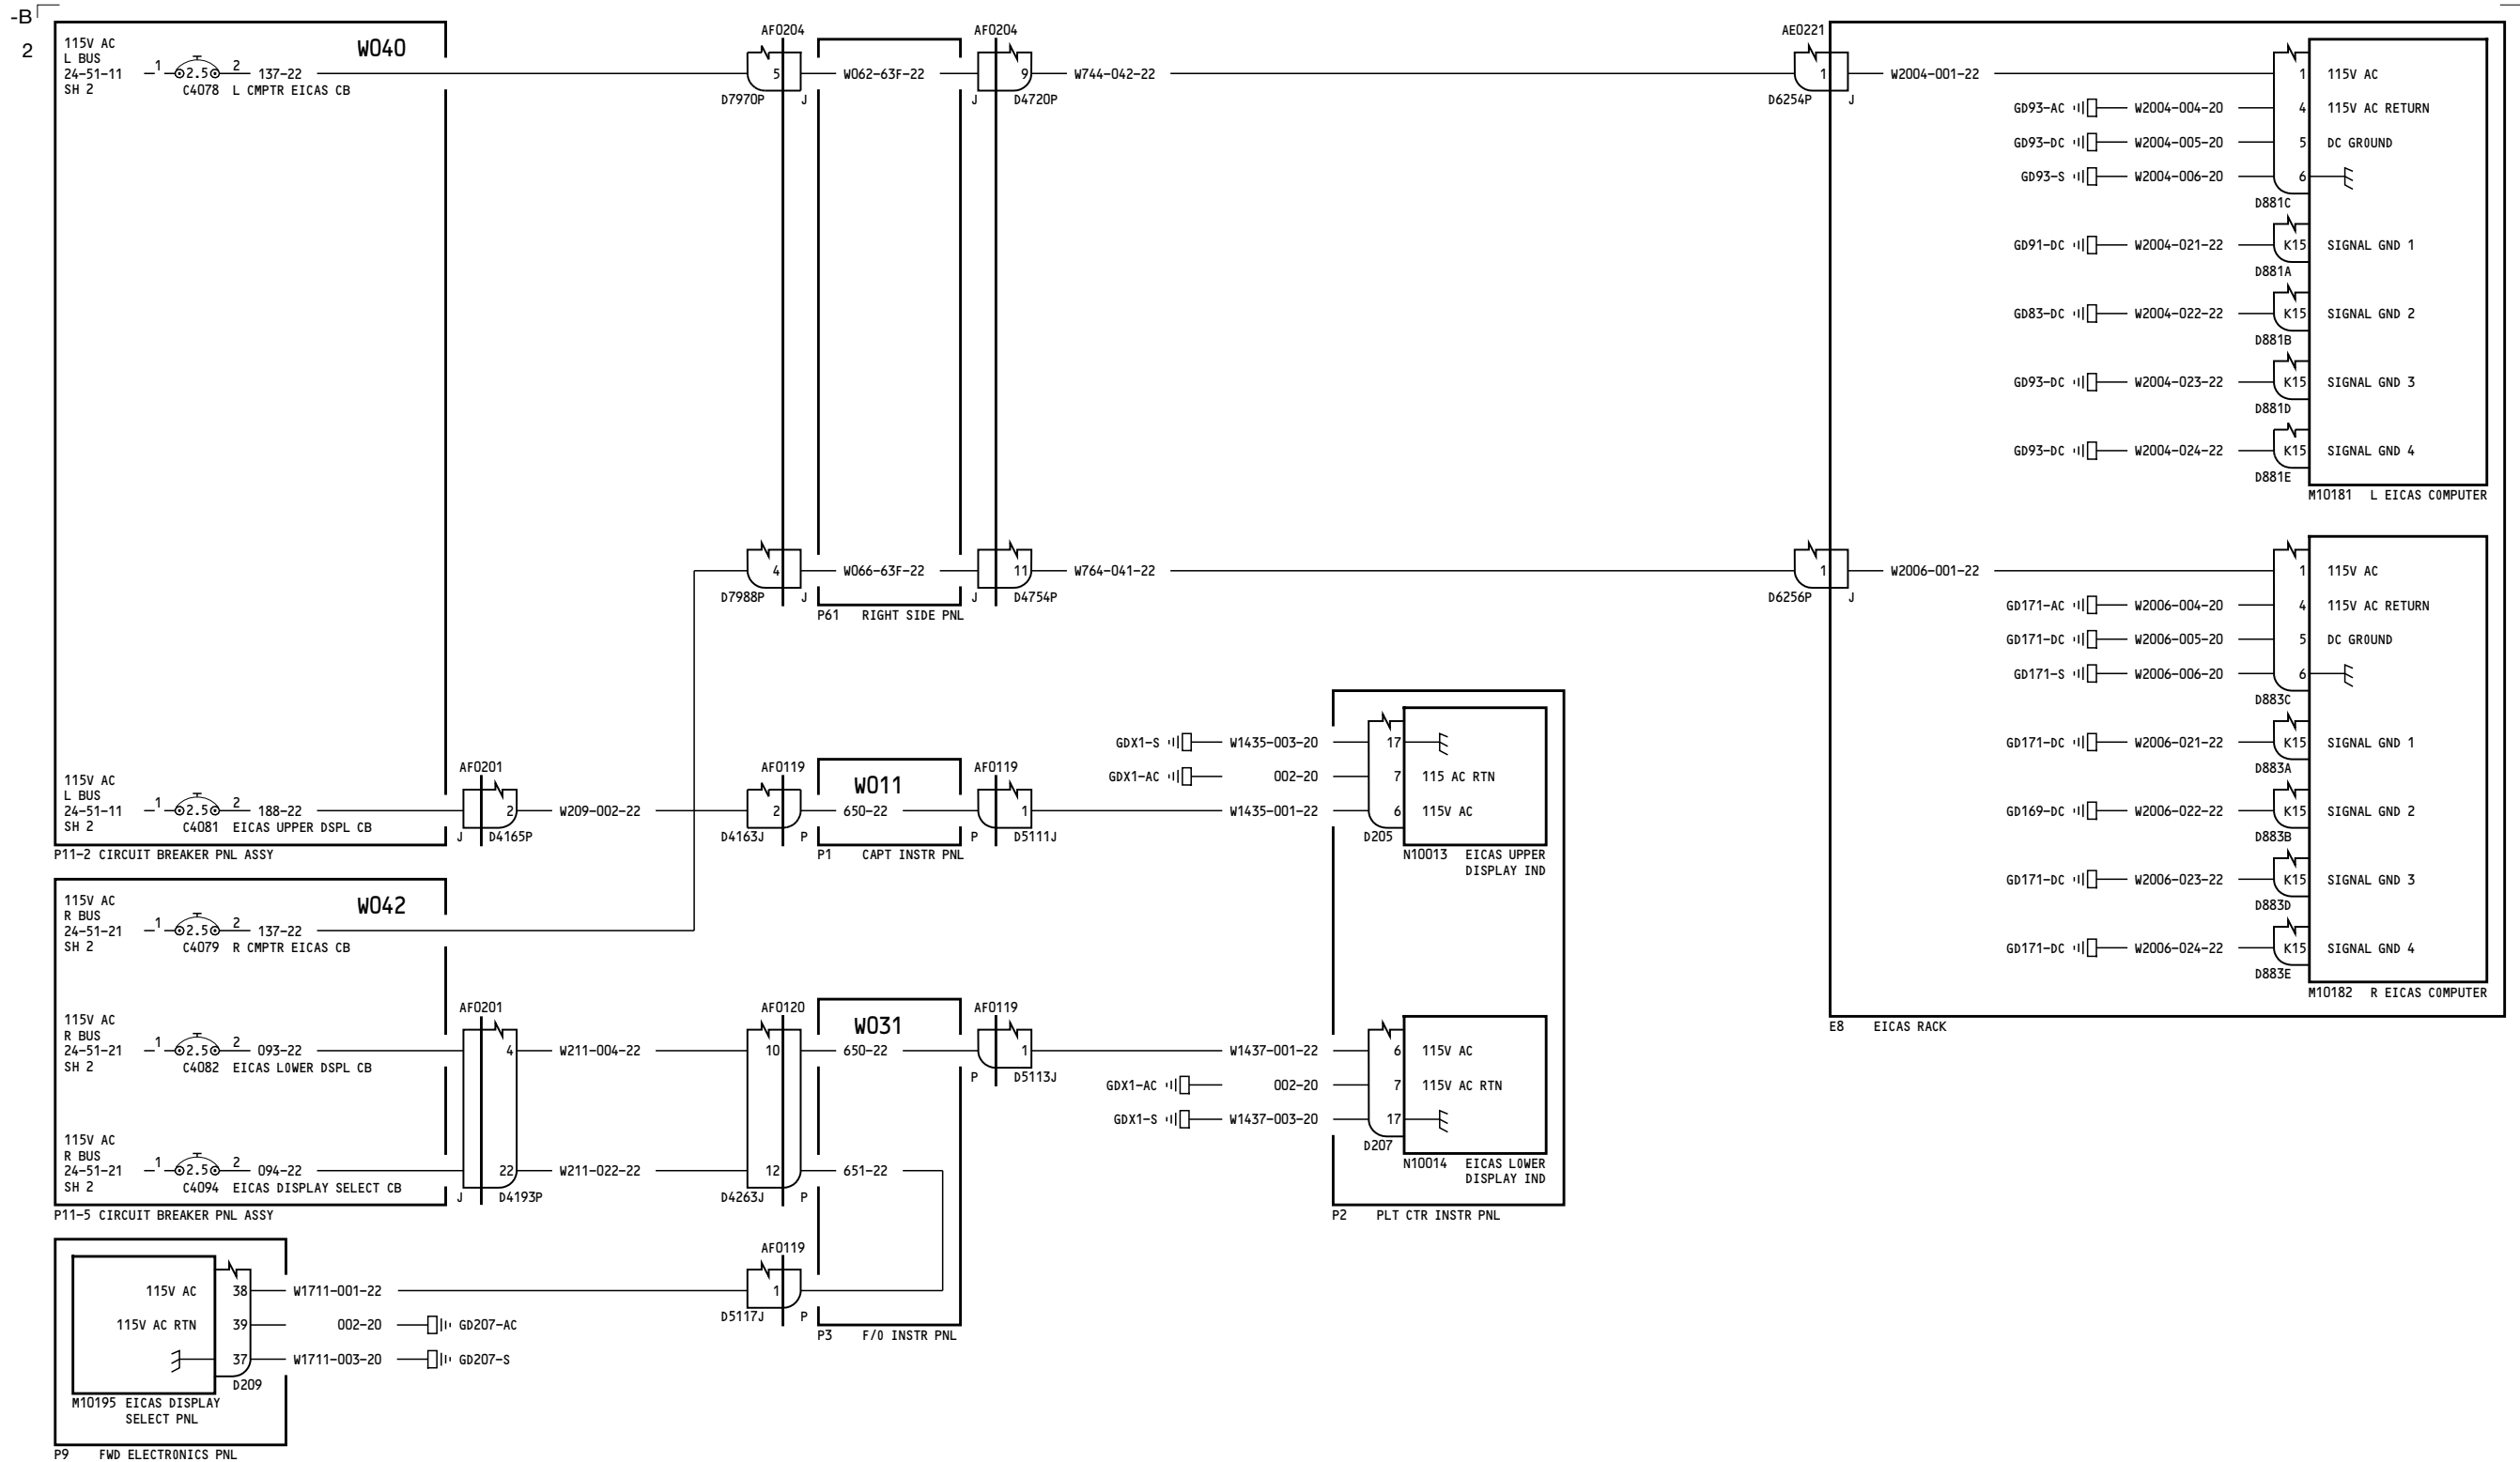 -B
2
115V AC
L BUS
24-51-11
SH 2
1
2.5
2
137-22
C4078 L CMPTR EICAS CB
W040
AF0204
5
D7970P J
W062-63F-22
AF0204
9
J D4720P
W744-042-22
AE0221
1
D6254P J
W2004-001-22
1 115V AC
GD93-AC W2004-004-20 4 115V AC RETURN
GD93-DC W2004-005-20 5 DC GROUND
GD93-S W2004-006-20 6
D881C
GD91-DC W2004-021-22 K15 SIGNAL GND 1
D881A
GD83-DC W2004-022-22 K15 SIGNAL GND 2
D881B
GD93-DC W2004-023-22 K15 SIGNAL GND 3
D881D
GD93-DC W2004-024-22 K15 SIGNAL GND 4
D881E
M10181 L EICAS COMPUTER
4
D7988P J
W066-63F-22
11
J D4754P
P61 RIGHT SIDE PNL
W764-041-22
1
D6256P J
W2006-001-22
1 115V AC
GD171-AC W2006-004-20 4 115V AC RETURN
GD171-DC W2006-005-20 5 DC GROUND
GD171-S W2006-006-20 6
D883C
GD171-DC W2006-021-22 K15 SIGNAL GND 1
D883A
GD169-DC W2006-022-22 K15 SIGNAL GND 2
D883B
GD171-DC W2006-023-22 K15 SIGNAL GND 3
D883D
GD171-DC W2006-024-22 K15 SIGNAL GND 4
D883E
M10182 R EICAS COMPUTER
E8 EICAS RACK
115V AC
L BUS
24-51-11
SH 2
1
2.5
2
188-22
C4081 EICAS UPPER DSPL CB
P11-2 CIRCUIT BREAKER PNL ASSY
AF0201
2
J D4165P
W209-002-22
AF0119
2
D4163J P
W011
650-22
P1 CAPT INSTR PNL
AF0119
1
P D5111J
GDX1-S W1435-003-20 17
GDX1-AC 002-20 7 115 AC RTN
W1435-001-22 6 115V AC
D205
N10013 EICAS UPPER
DISPLAY IND
115V AC
R BUS
24-51-21
SH 2
1
2.5
2
137-22
C4079 R CMPTR EICAS CB
W042
115V AC
R BUS
24-51-21
SH 2
1
2.5
2
093-22
C4082 EICAS LOWER DSPL CB
AF0201
4
W211-004-22
AF0120
10
W031
650-22
AF0119
1
P D5113J
W1437-001-22 6 115V AC
GDX1-AC 002-20 7 115V AC RTN
GDX1-S W1437-003-20 17
D207
N10014 EICAS LOWER
DISPLAY IND
P2 PLT CTR INSTR PNL
115V AC
R BUS
24-51-21
SH 2
1
2.5
2
094-22
C4094 EICAS DISPLAY SELECT CB
P11-5 CIRCUIT BREAKER PNL ASSY
22
J D4193P
W211-022-22
12
D4263J P
651-22
115V AC 38 W1711-001-22
AF0119
1
D5117J P
P3 F/O INSTR PNL
115V AC RTN 39 002-20 GD207-AC
37 W1711-003-20 GD207-S
D209
M10195 EICAS DISPLAY
SELECT PNL
P9 FWD ELECTRONICS PNL